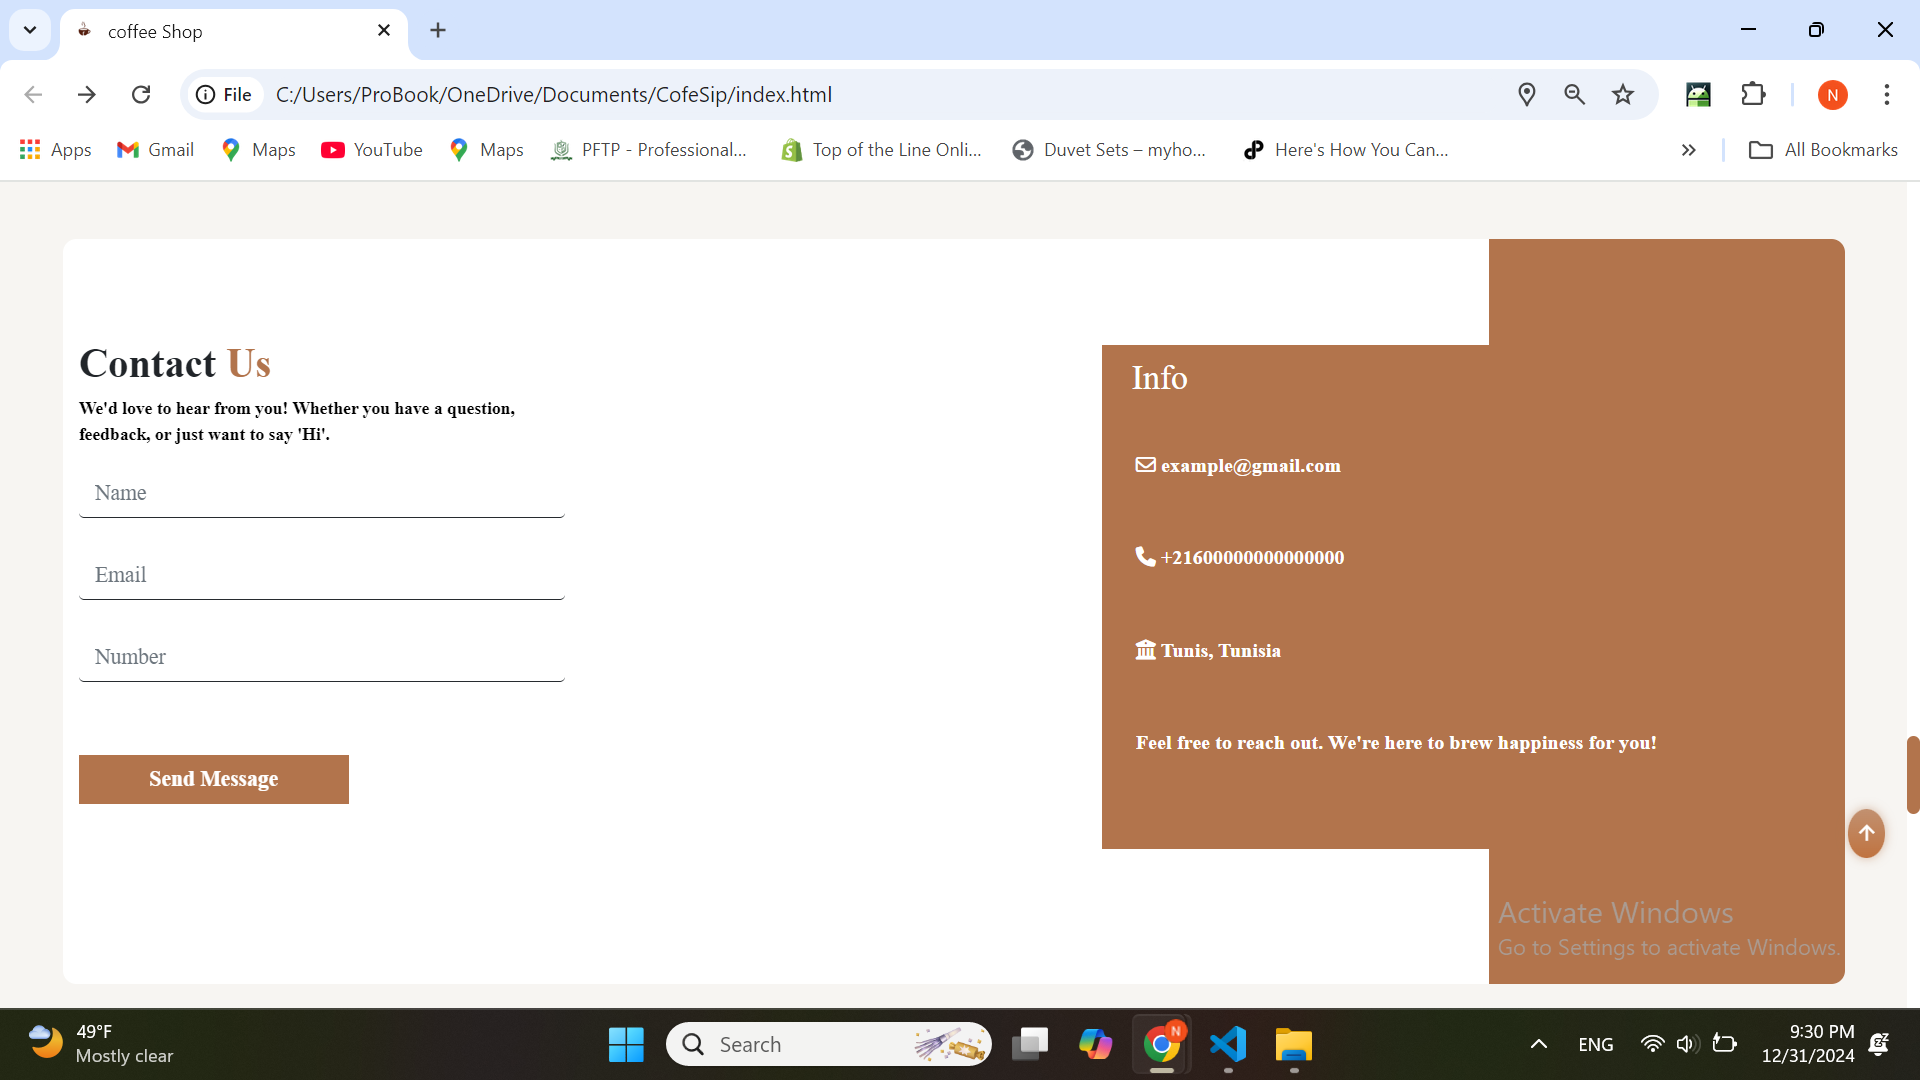 coffee Shop
File
C:/Users/ProBook/OneDrive/Documents/CofeSip/index.html
N
Apps
Gmail
Maps
YouTube
Maps
PFTP - Professional...
Top of the Line Onli...
Duvet Sets – myho...
Here's How You Can...
All Bookmarks
Contact Us
We'd love to hear from you! Whether you have a question,
feedback, or just want to say 'Hi'.
Name
Email
Number
Send Message
Info
example@gmail.com
+21600000000000000
Tunis, Tunisia
Feel free to reach out. We're here to brew happiness for you!
Activate Windows
Go to Settings to activate Windows.
49°F
Mostly clear
Search
N
ENG
9:30 PM
12/31/2024